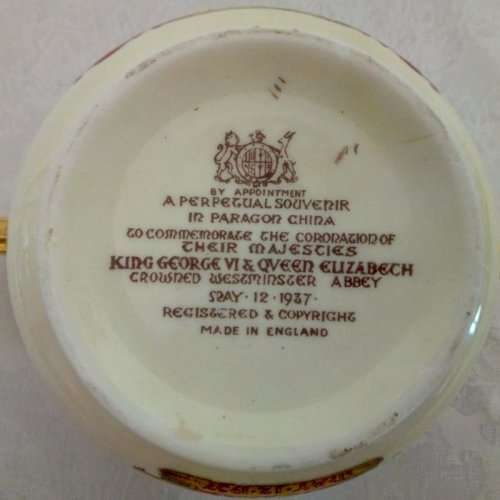 BY APPOINTMENT
A PERPETUAL SOUVENIR
IN PARAGON CHINA
TO COMMEMORATE THE CORONATION OF
THEIR MAJESTIES
KING GEORGE VI & QVEEN ELIZABETH
CROWNED WESTMINSTER ABBEY
MAY · 12 · 1937 ·
REGISTERED & COPYRIGHT
MADE IN ENGLAND